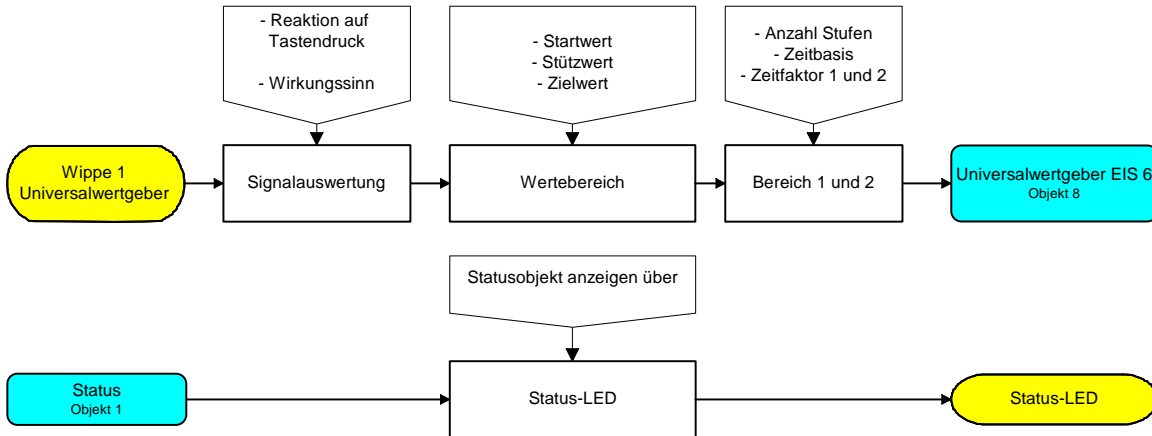 - Reaktion auf
Tastendruck
- Wirkungssinn
- Startwert
- Stützwert
- Zielwert
- Anzahl Stufen
- Zeitbasis
- Zeitfaktor 1 und 2
Wippe 1
Universalwertgeber
Signalauswertung
Wertebereich
Bereich 1 und 2
Universalwertgeber EIS 6
Objekt 8
Statusobjekt anzeigen über
Status
Objekt 1
Status-LED
Status-LED